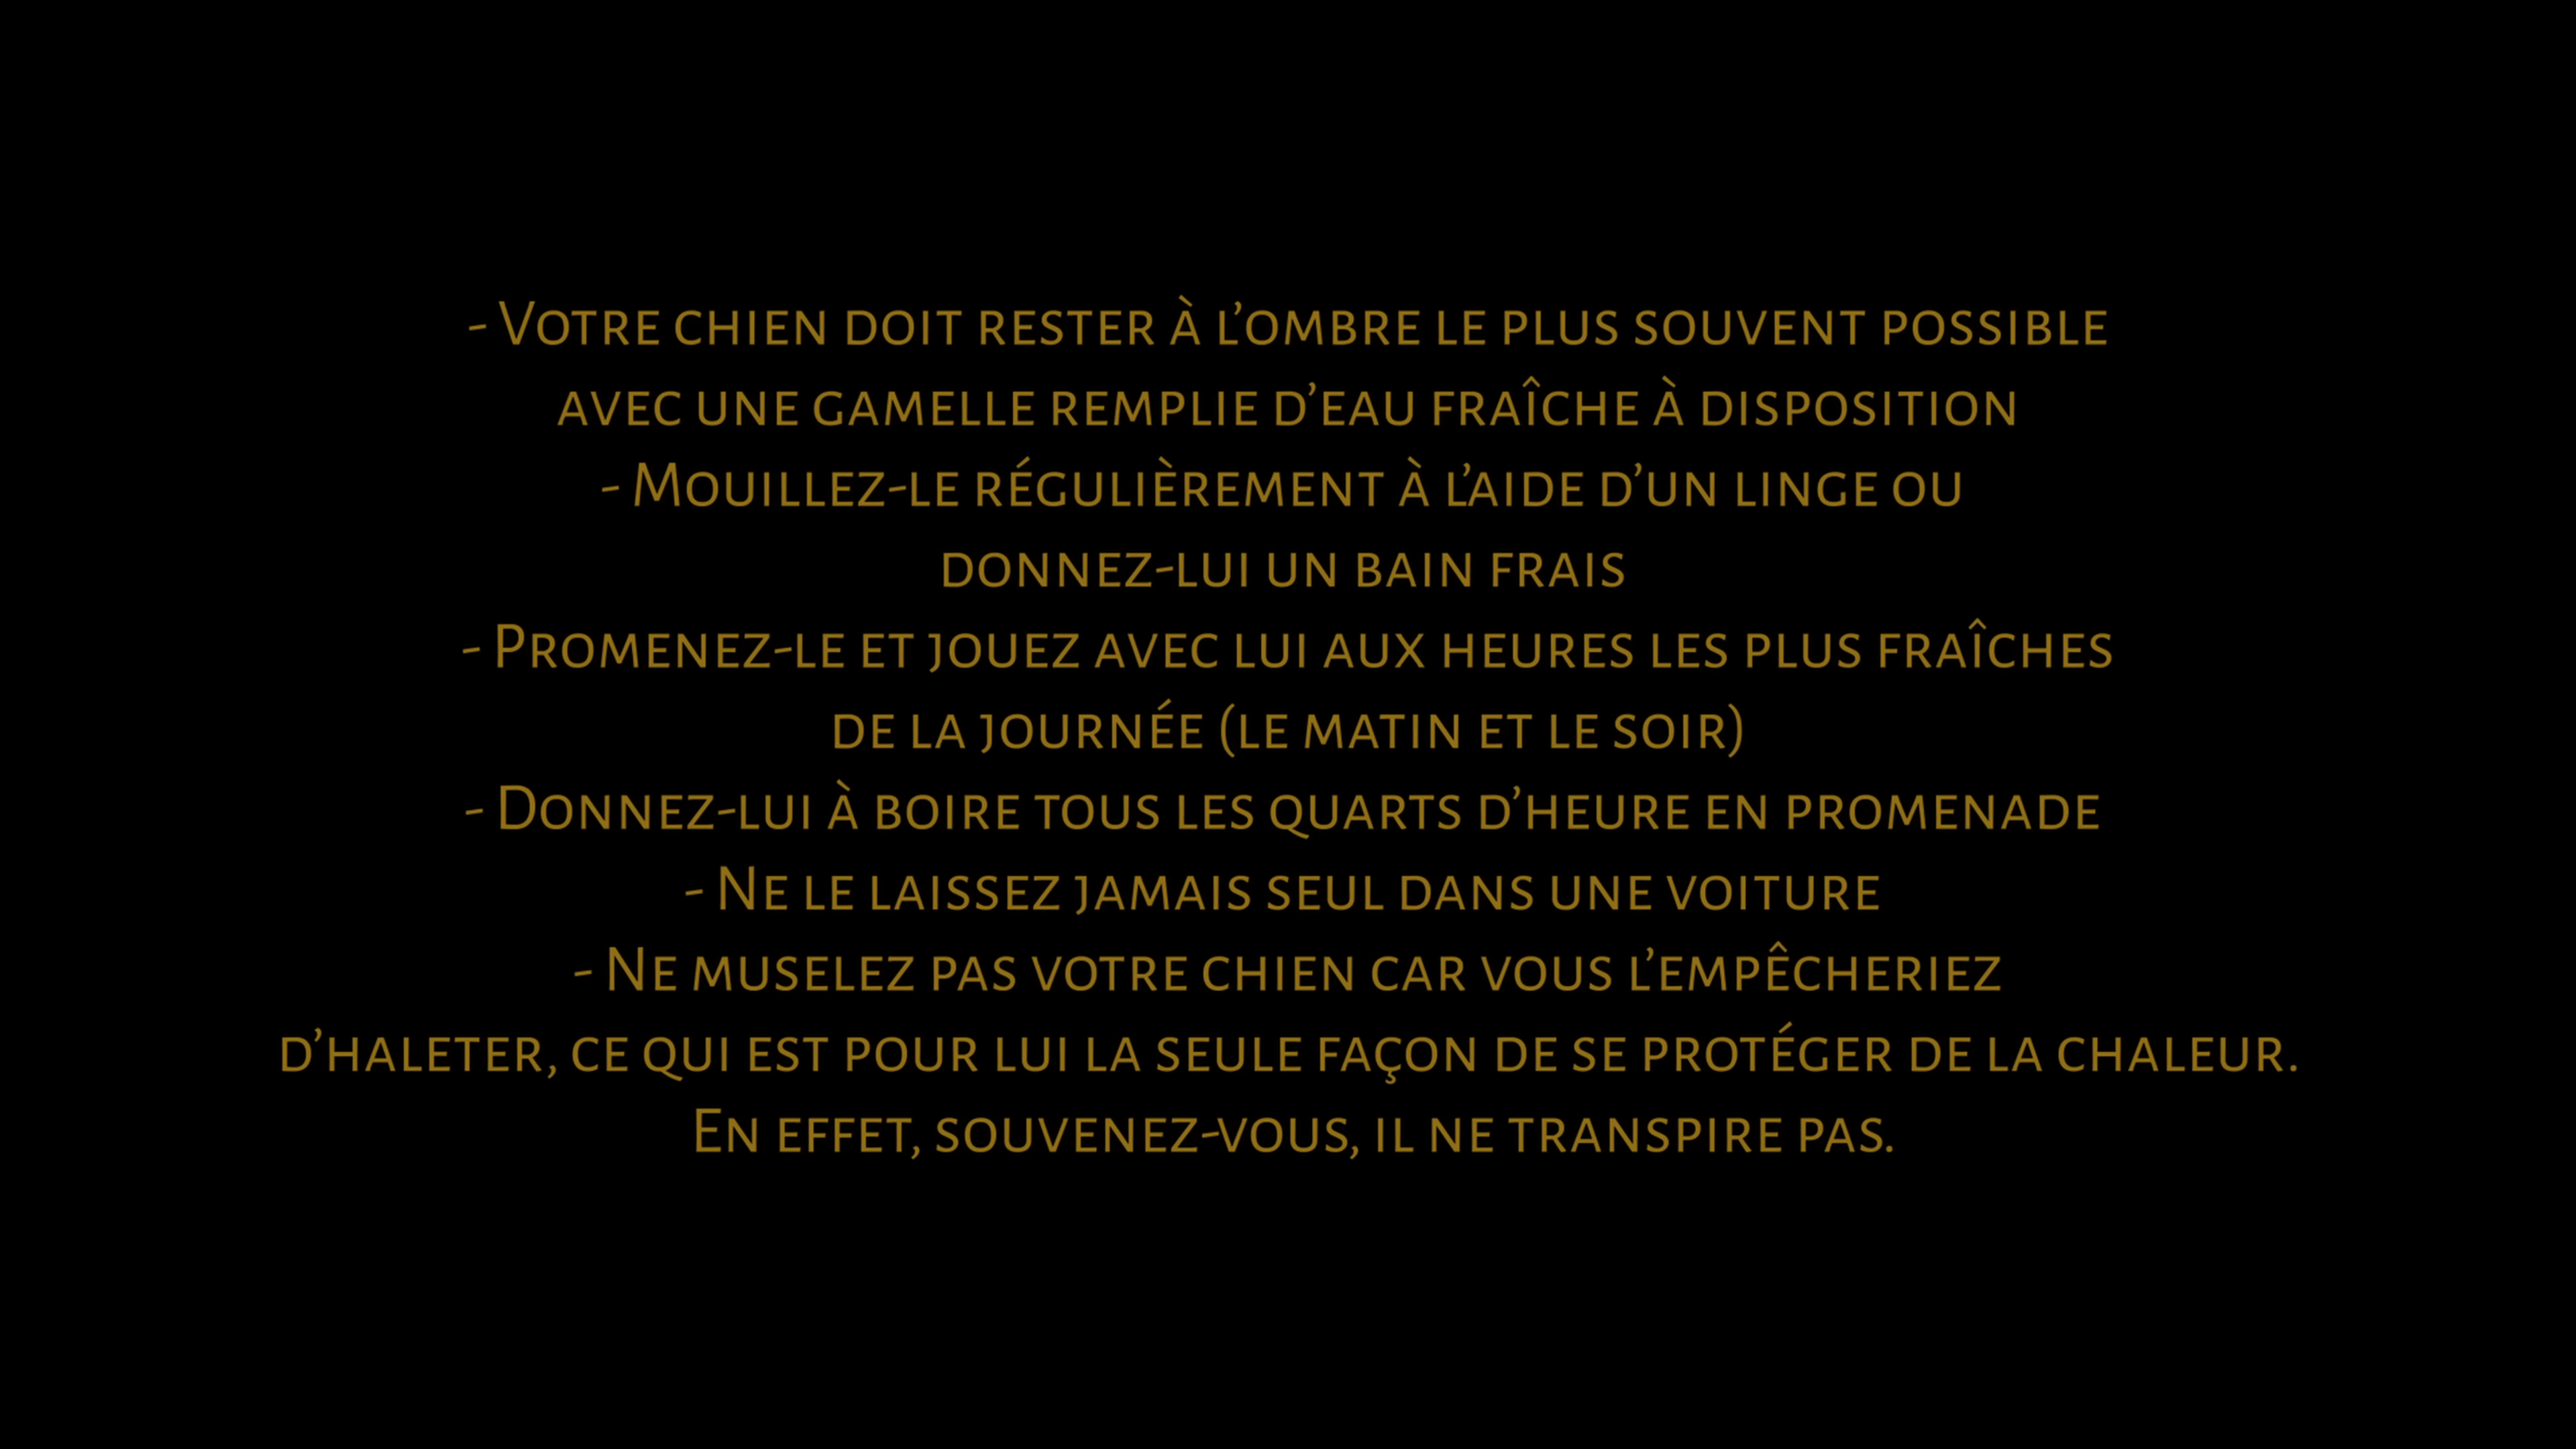 - Votre chien doit rester à l’ombre le plus souvent possible
avec une gamelle remplie d’eau fraîche à disposition
- Mouillez-le régulièrement à l’aide d’un linge ou
donnez-lui un bain frais
- Promenez-le et jouez avec lui aux heures les plus fraîches
de la journée (le matin et le soir)
- Donnez-lui à boire tous les quarts d’heure en promenade
- Ne le laissez jamais seul dans une voiture
- Ne muselez pas votre chien car vous l’empêcheriez
d’haleter, ce qui est pour lui la seule façon de se protéger de la chaleur.
En effet, souvenez-vous, il ne transpire pas.